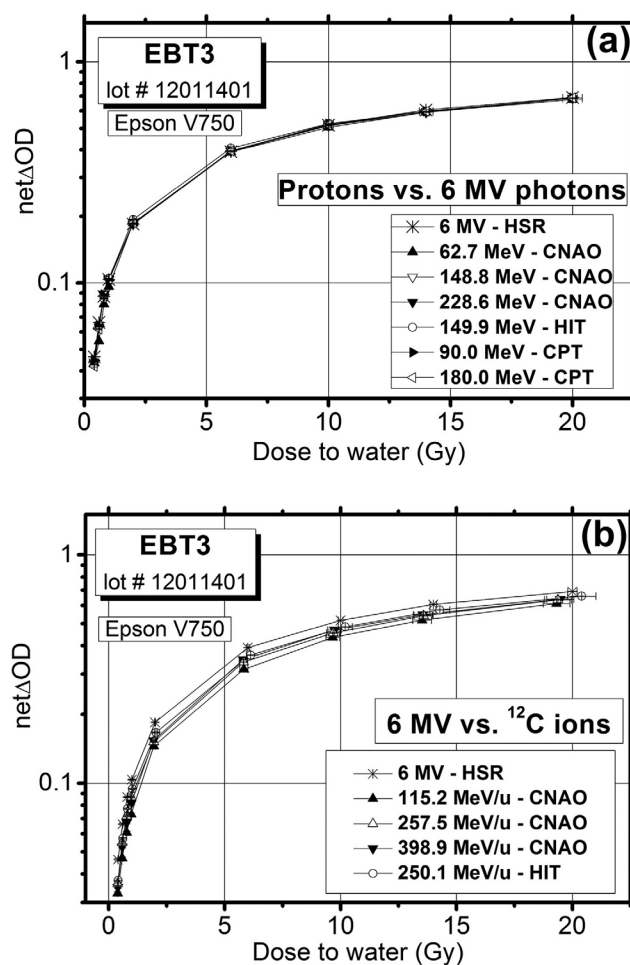 (a)
EBT3
lot # 12011401
Epson V750
1
0.1
net∆OD
Protons vs. 6 MV photons
6 MV - HSR
62.7 MeV - CNAO
148.8 MeV - CNAO
228.6 MeV - CNAO
149.9 MeV - HIT
90.0 MeV - CPT
180.0 MeV - CPT
0 5 10 15 20
Dose to water (Gy)
(b)
EBT3
lot # 12011401
Epson V750
1
0.1
net∆OD
6 MV vs. ¹²C ions
6 MV - HSR
115.2 MeV/u - CNAO
257.5 MeV/u - CNAO
398.9 MeV/u - CNAO
250.1 MeV/u - HIT
0 5 10 15 20
Dose to water (Gy)